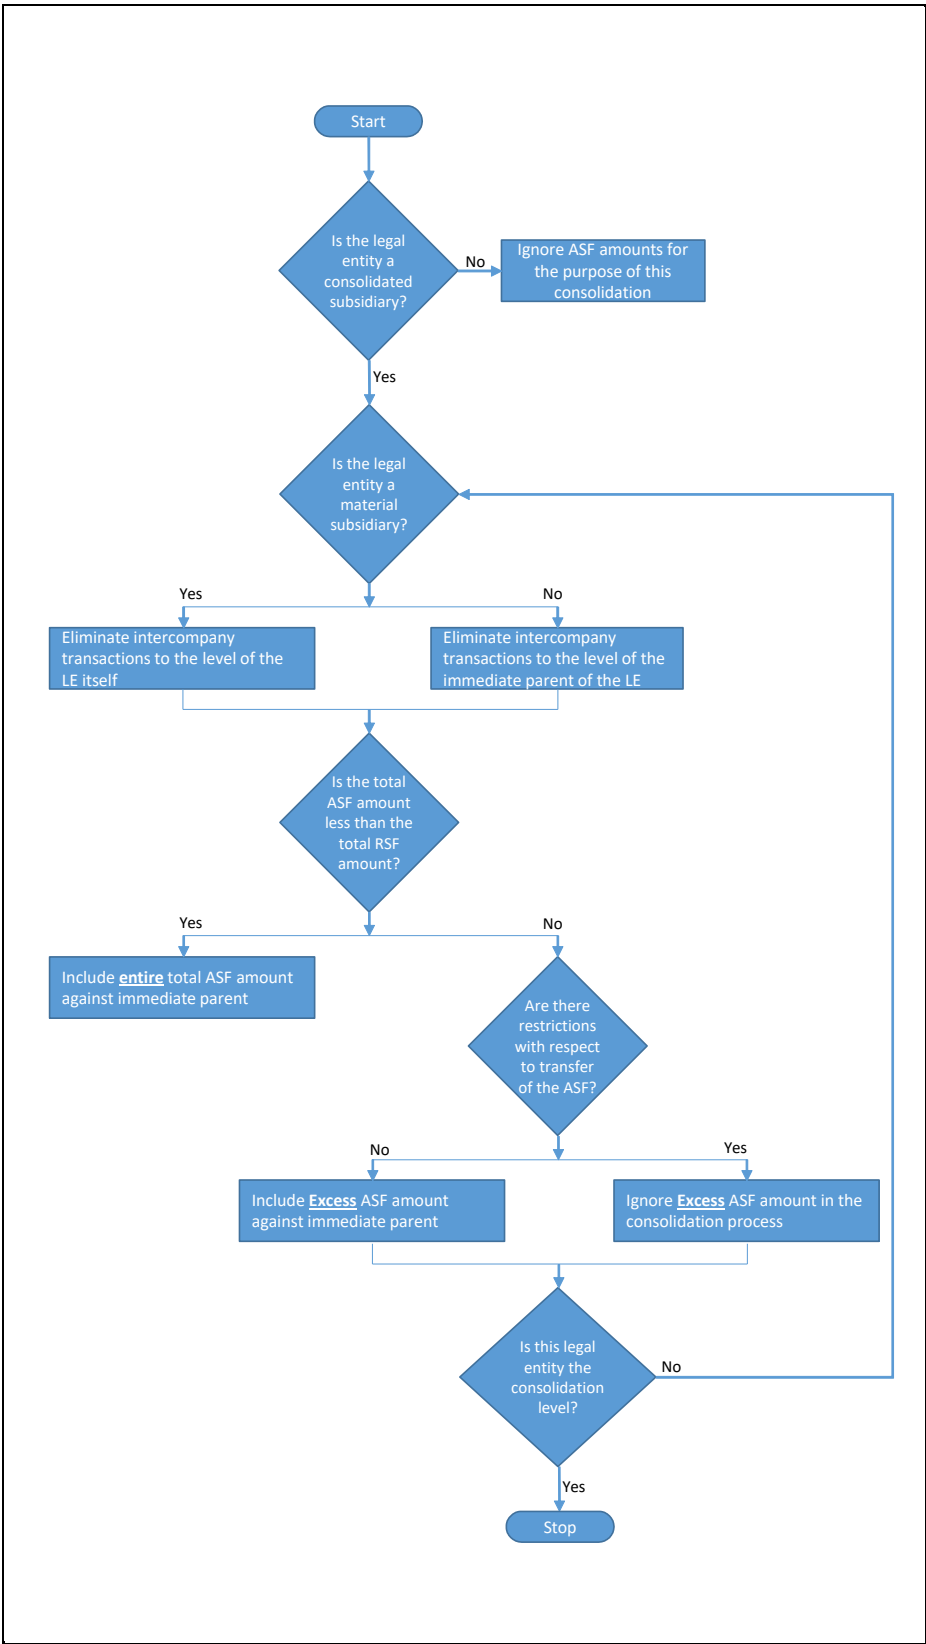 Start
Is the legal
entity a
consolidated
subsidiary?
No
Ignore ASF amounts for
the purpose of this
consolidation
Yes
Is the legal
entity a
material
subsidiary?
Yes
No
Eliminate intercompany
transactions to the level of the
LE itself
Eliminate intercompany
transactions to the level of the
immediate parent of the LE
Is the total
ASF amount
less than the
total RSF
amount?
Yes
No
Include entire total ASF amount
against immediate parent
Are there
restrictions
with respect
to transfer
of the ASF?
No
Yes
Include Excess ASF amount
against immediate parent
Ignore Excess ASF amount in the
consolidation process
Is this legal
entity the
consolidation
level?
No
Yes
Stop